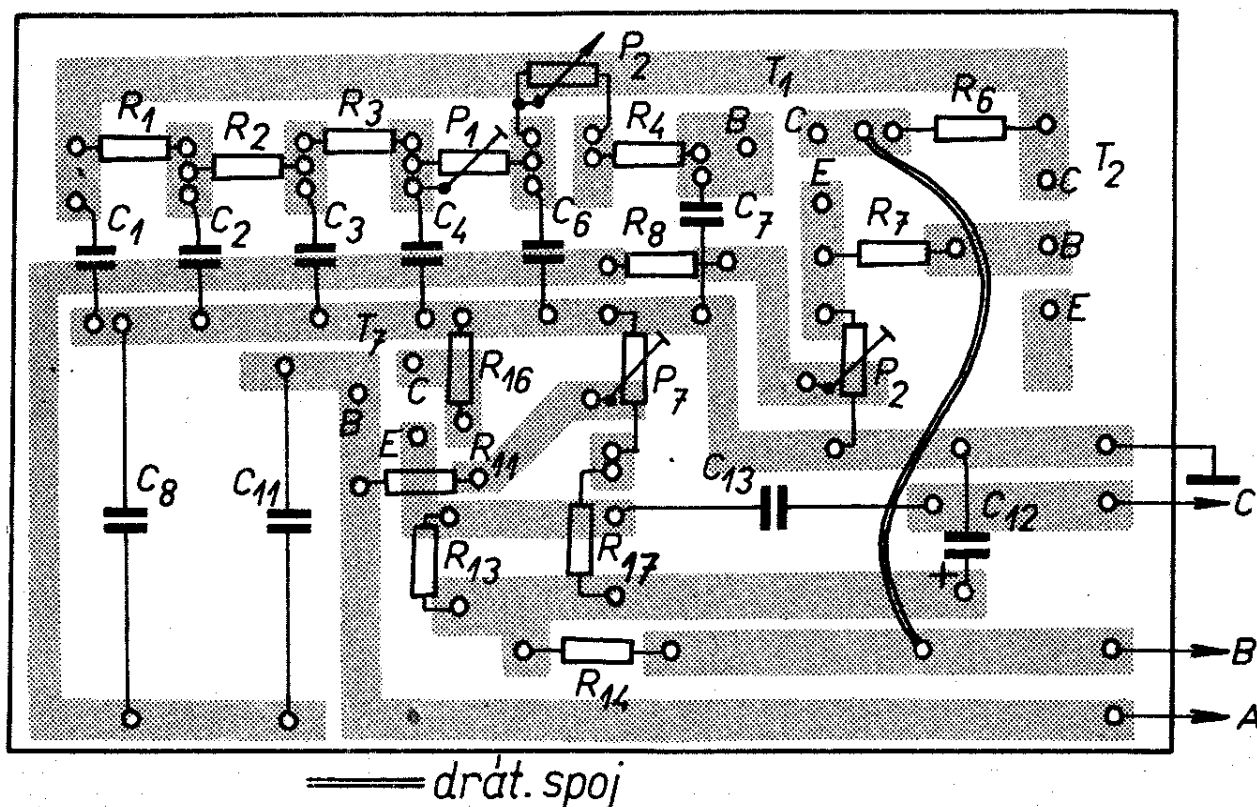 P2
T1
R1
R2
R3
P1
R4
B
C
R6
T2
C
E
C1
C2
C3
C4
C6
R8
C7
R7
B
E
T7
C
R16
P7
P2
B
E
R11
C8
C11
C13
C12
C
R13
R17
+
R14
B
A
drát. spoj